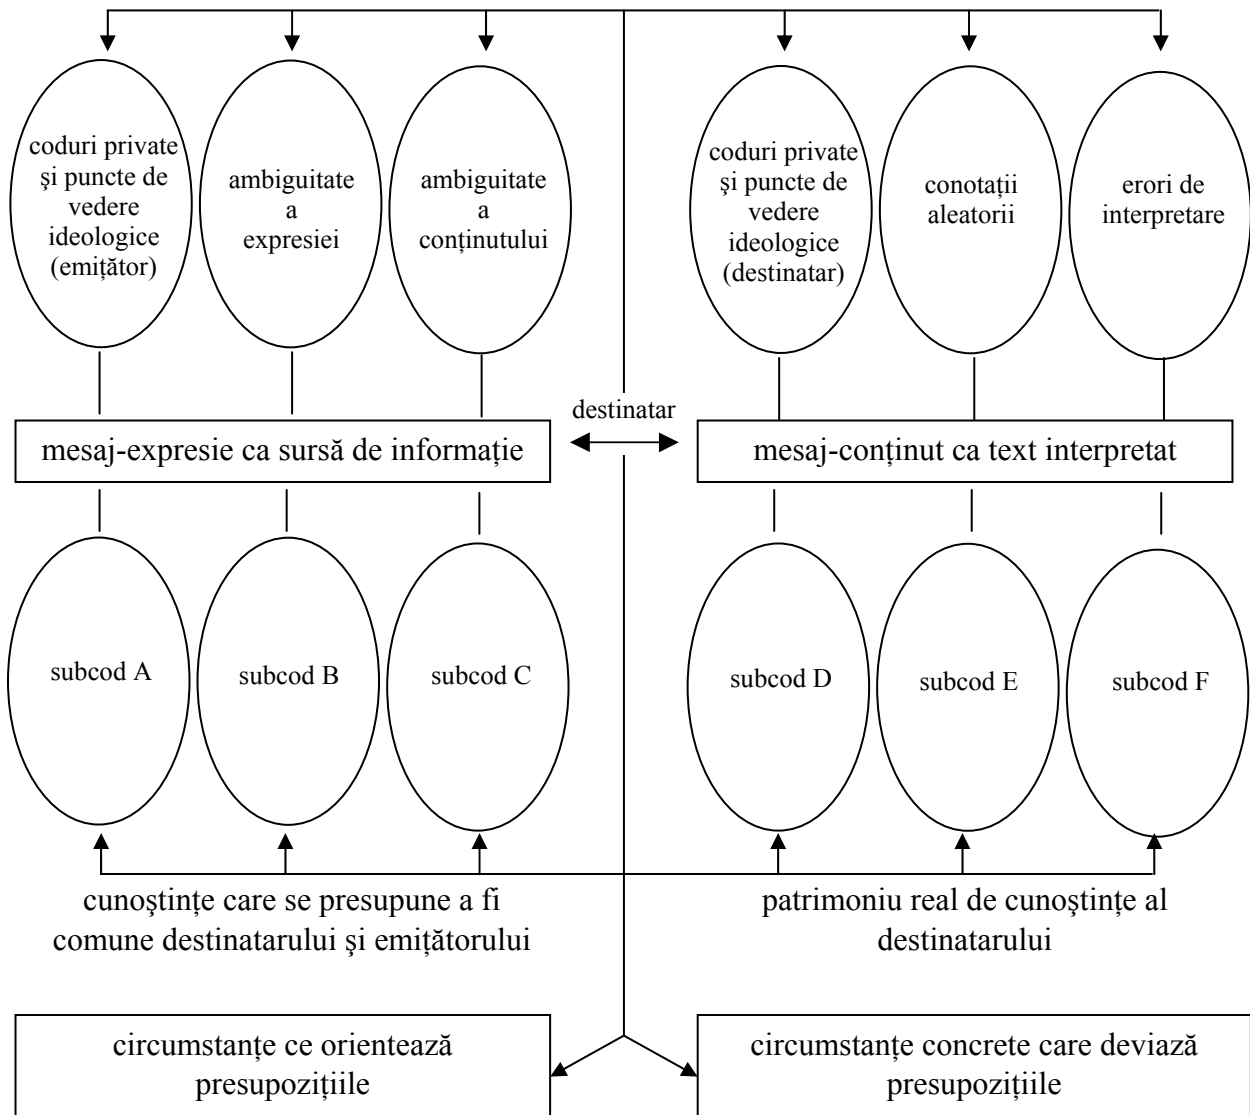 coduri private
şi puncte de
vedere
ideologice
(emițător)
ambiguitate
a
expresiei
ambiguitate
a
conținutului
coduri private
şi puncte de
vedere
ideologice
(destinatar)
conotații
aleatorii
erori de
interpretare
mesaj-expresie ca sursă de informație
destinatar
mesaj-conținut ca text interpretat
subcod A
subcod B
subcod C
subcod D
subcod E
subcod F
cunoştințe care se presupune a fi
comune destinatarului şi emițătorului
patrimoniu real de cunoştințe al
destinatarului
circumstanțe ce orientează
presupozițiile
circumstanțe concrete care deviază
presupozițiile